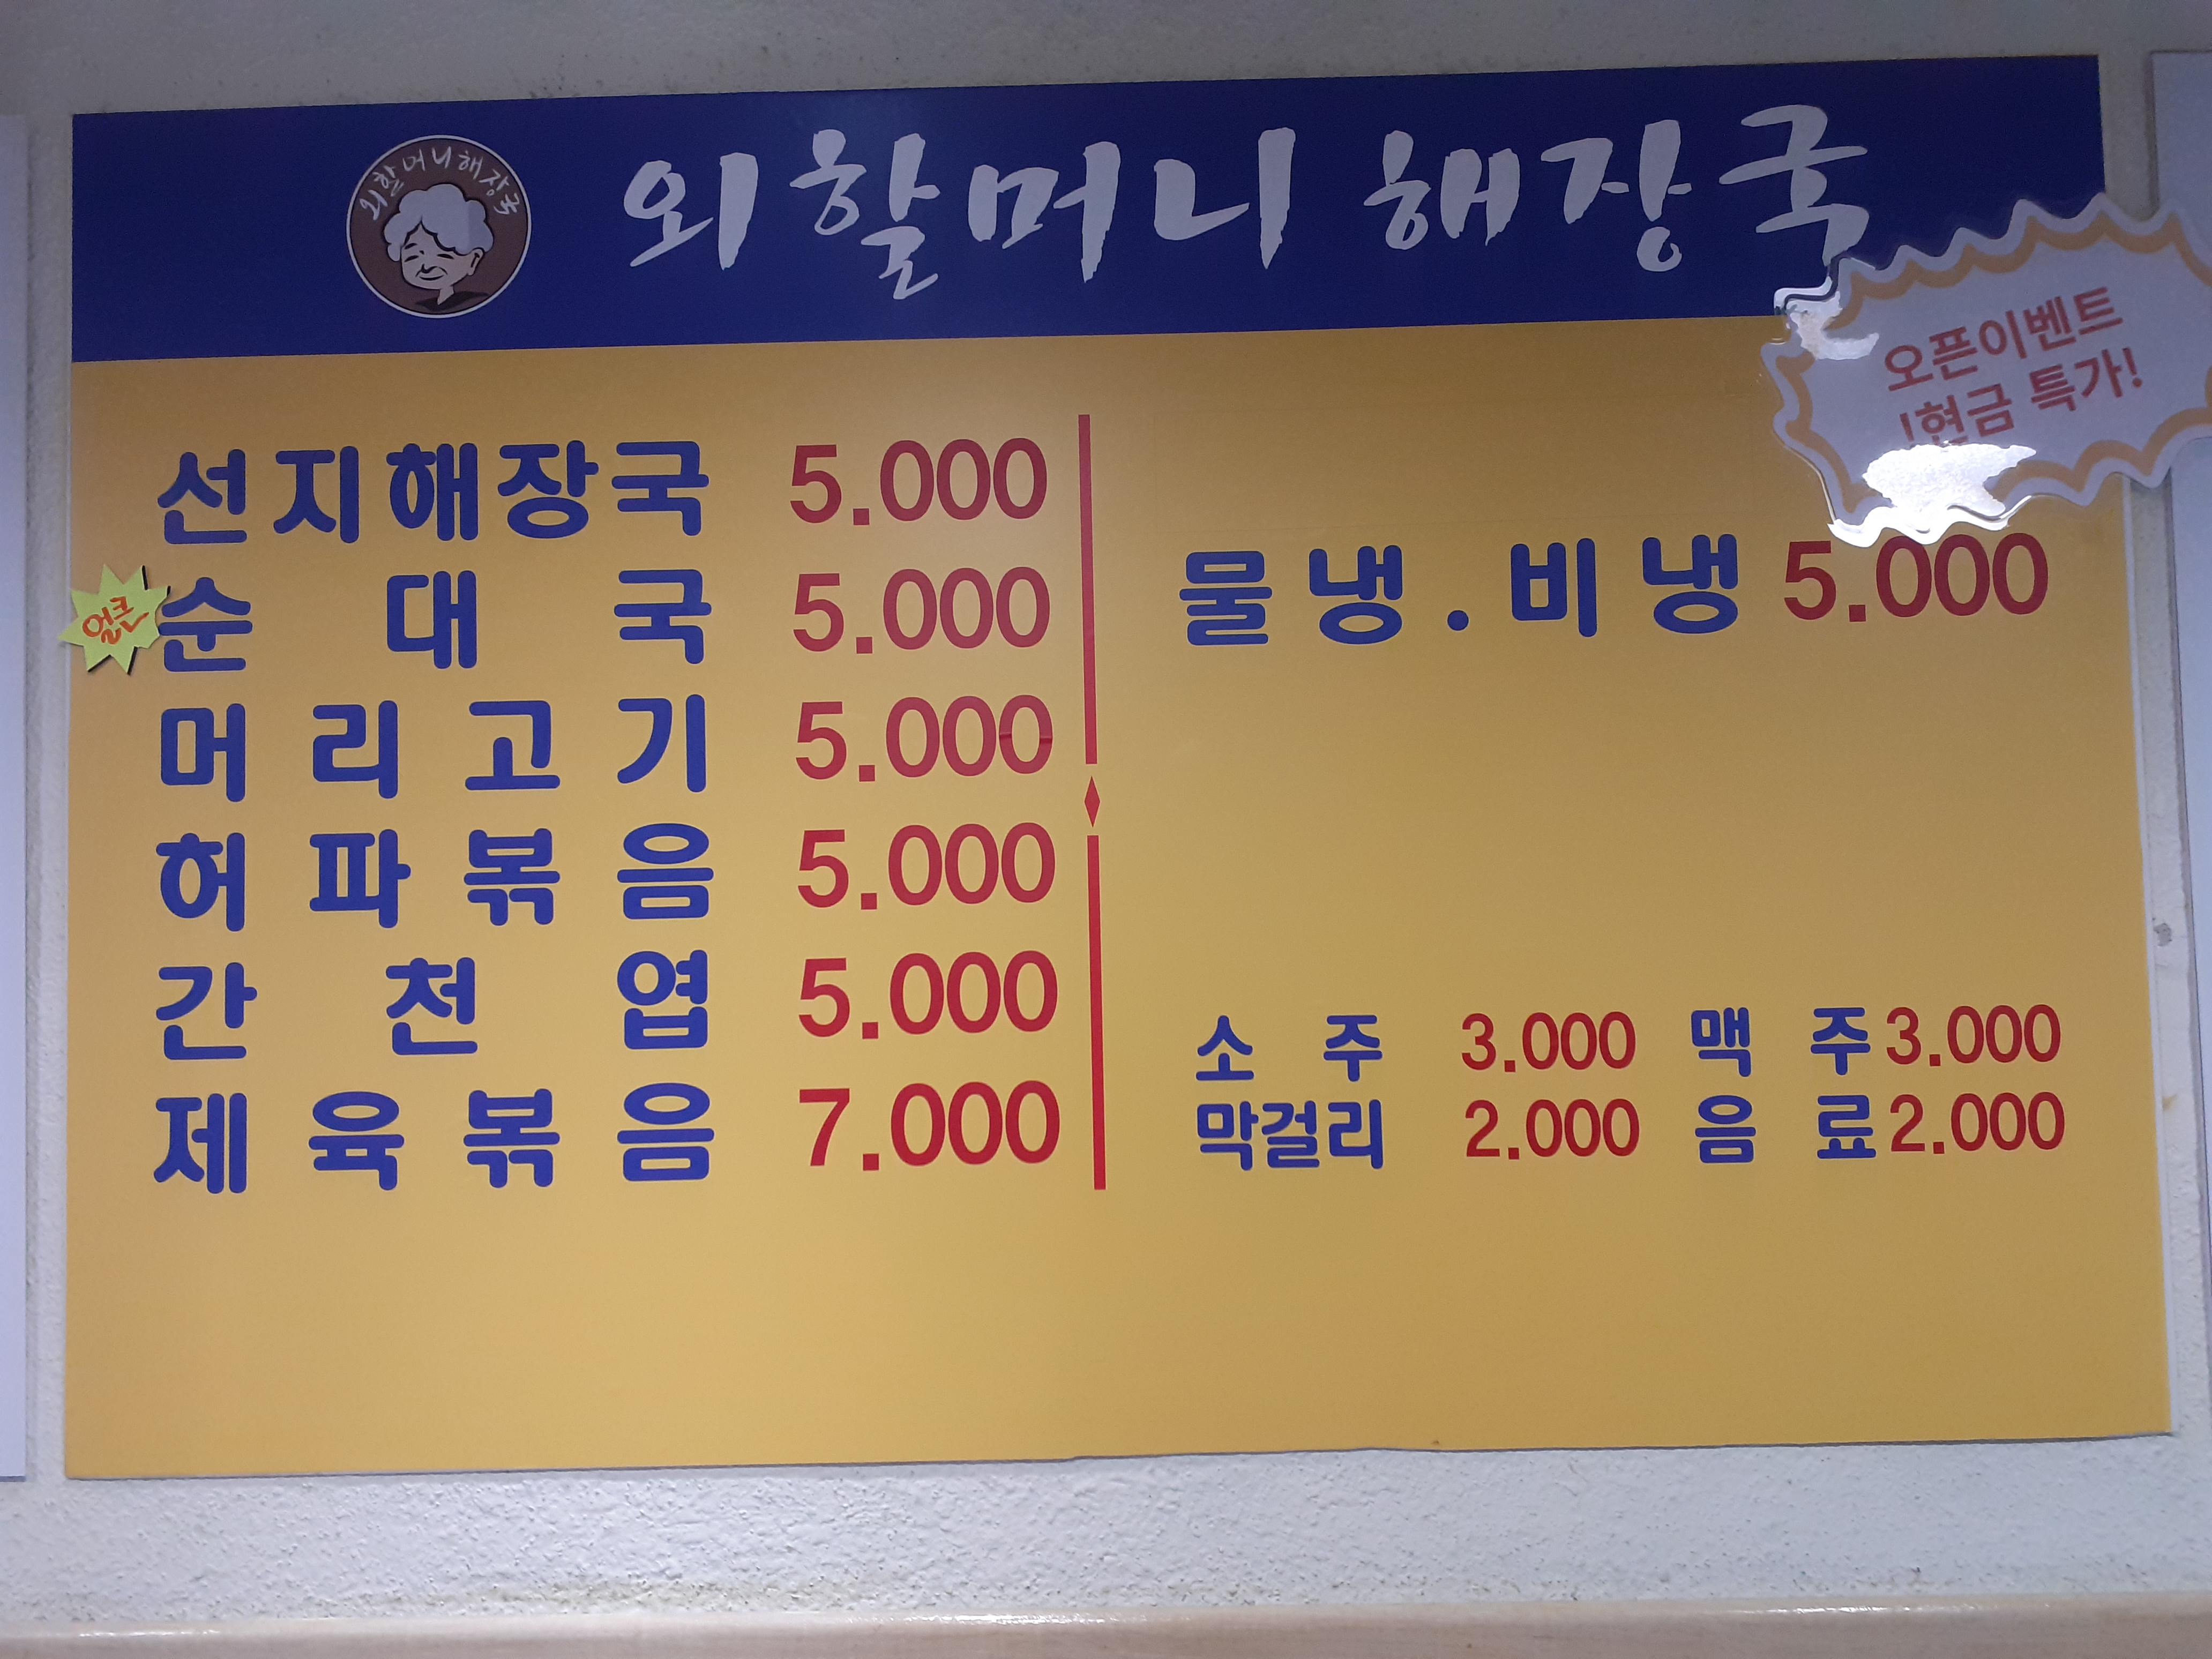 외할머니해장국
외할머니 해장국
오픈이벤트
!현금 특가!
선지해장국 5.000
얼큰
순대국 5.000
머리고기 5.000
허파볶음 5.000
간천엽 5.000
제육볶음 7.000
물냉.비냉 5.000
소주 3.000 맥주 3.000
막걸리 2.000 음료 2.000